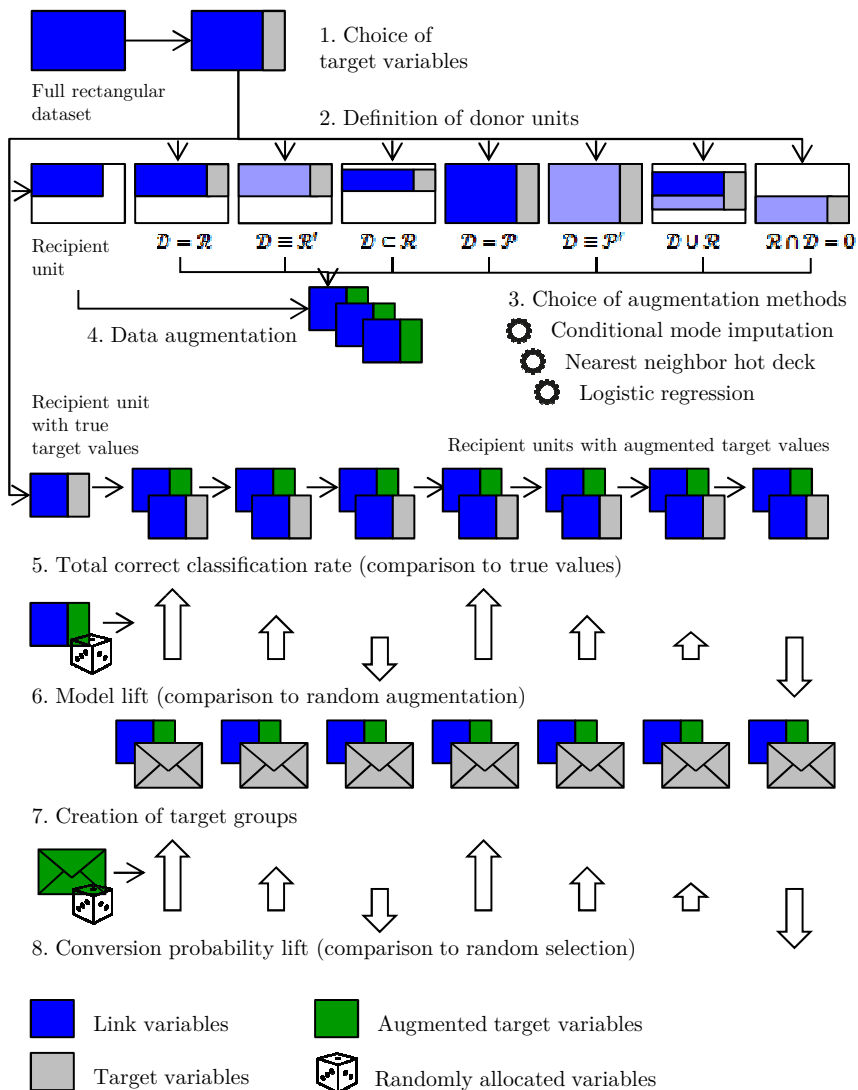 1. Choice of
target variables
Full rectangular
dataset
2. Definition of donor units
Recipient
unit
𝒟 = ℛ
𝒟 ≡ ℛ′
𝒟 ⊂ ℛ
𝒟 = 𝒫
𝒟 ≡ 𝒫′
𝒟 ∪ ℛ
ℛ ∩ 𝒟 = 0
3. Choice of augmentation methods
4. Data augmentation
Conditional mode imputation
Nearest neighbor hot deck
Logistic regression
Recipient unit
with true
target values
Recipient units with augmented target values
5. Total correct classification rate (comparison to true values)
6. Model lift (comparison to random augmentation)
7. Creation of target groups
8. Conversion probability lift (comparison to random selection)
Link variables
Augmented target variables
Target variables
Randomly allocated variables